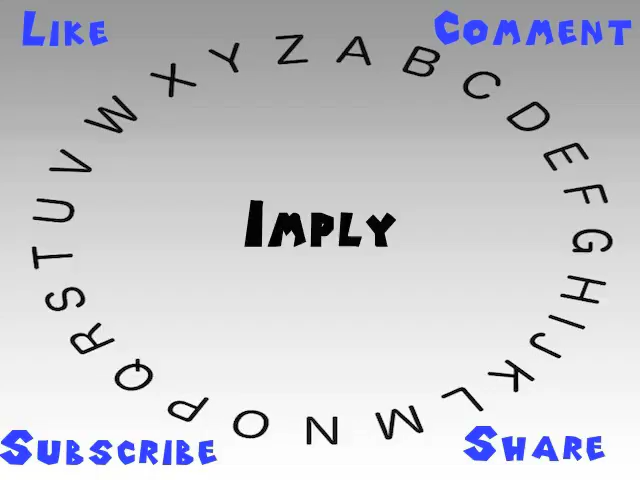 Like
Comment
A B C D E F G H I J K L M N O P Q R S T U V W X Y Z
Imply
Subscribe
Share